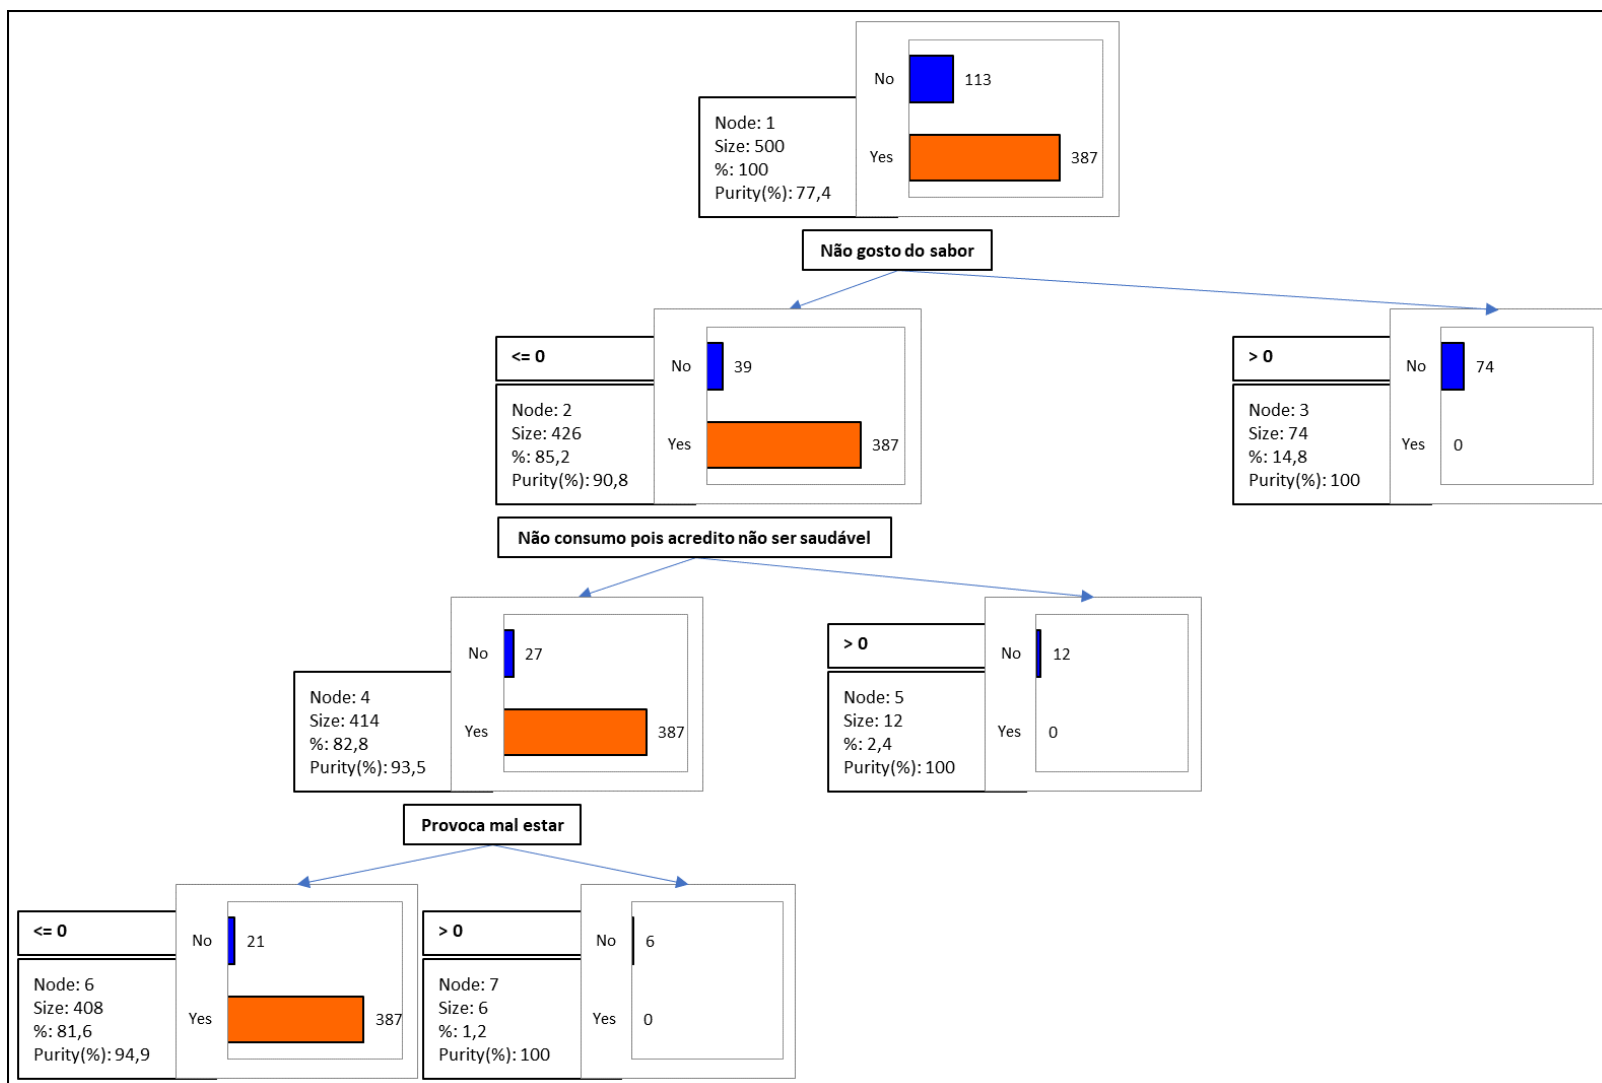 No 113
Yes 387
Node: 1
Size: 500
%: 100
Purity(%): 77,4
Não gosto do sabor
<= 0
No 39
Yes 387
Node: 2
Size: 426
%: 85,2
Purity(%): 90,8
> 0
No 74
Yes 0
Node: 3
Size: 74
%: 14,8
Purity(%): 100
Não consumo pois acredito não ser saudável
No 27
Yes 387
Node: 4
Size: 414
%: 82,8
Purity(%): 93,5
> 0
No 12
Yes 0
Node: 5
Size: 12
%: 2,4
Purity(%): 100
Provoca mal estar
<= 0
No 21
Yes 387
Node: 6
Size: 408
%: 81,6
Purity(%): 94,9
> 0
No 6
Yes 0
Node: 7
Size: 6
%: 1,2
Purity(%): 100